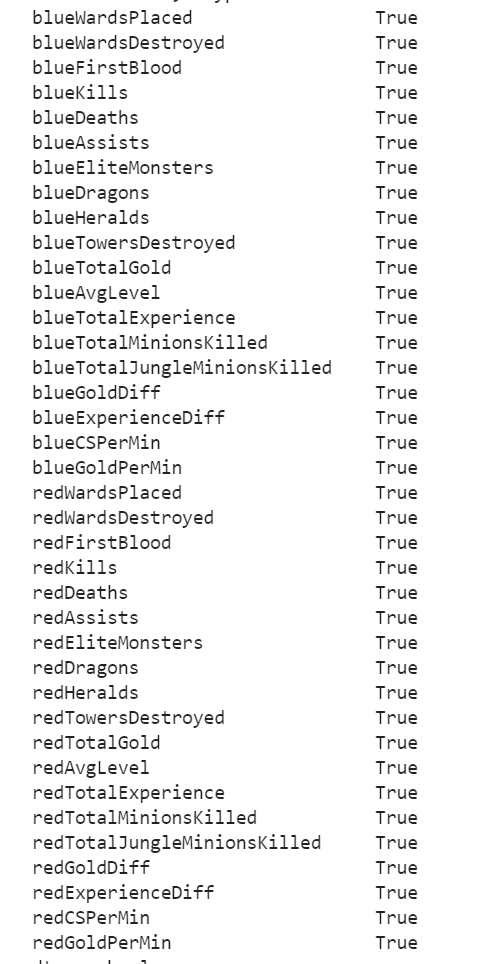 blueWardsPlaced True
blueWardsDestroyed True
blueFirstBlood True
blueKills True
blueDeaths True
blueAssists True
blueEliteMonsters True
blueDragons True
blueHeralds True
blueTowersDestroyed True
blueTotalGold True
blueAvgLevel True
blueTotalExperience True
blueTotalMinionsKilled True
blueTotalJungleMinionsKilled True
blueGoldDiff True
blueExperienceDiff True
blueCSPerMin True
blueGoldPerMin True
redWardsPlaced True
redWardsDestroyed True
redFirstBlood True
redKills True
redDeaths True
redAssists True
redEliteMonsters True
redDragons True
redHeralds True
redTowersDestroyed True
redTotalGold True
redAvgLevel True
redTotalExperience True
redTotalMinionsKilled True
redTotalJungleMinionsKilled True
redGoldDiff True
redExperienceDiff True
redCSPerMin True
redGoldPerMin True